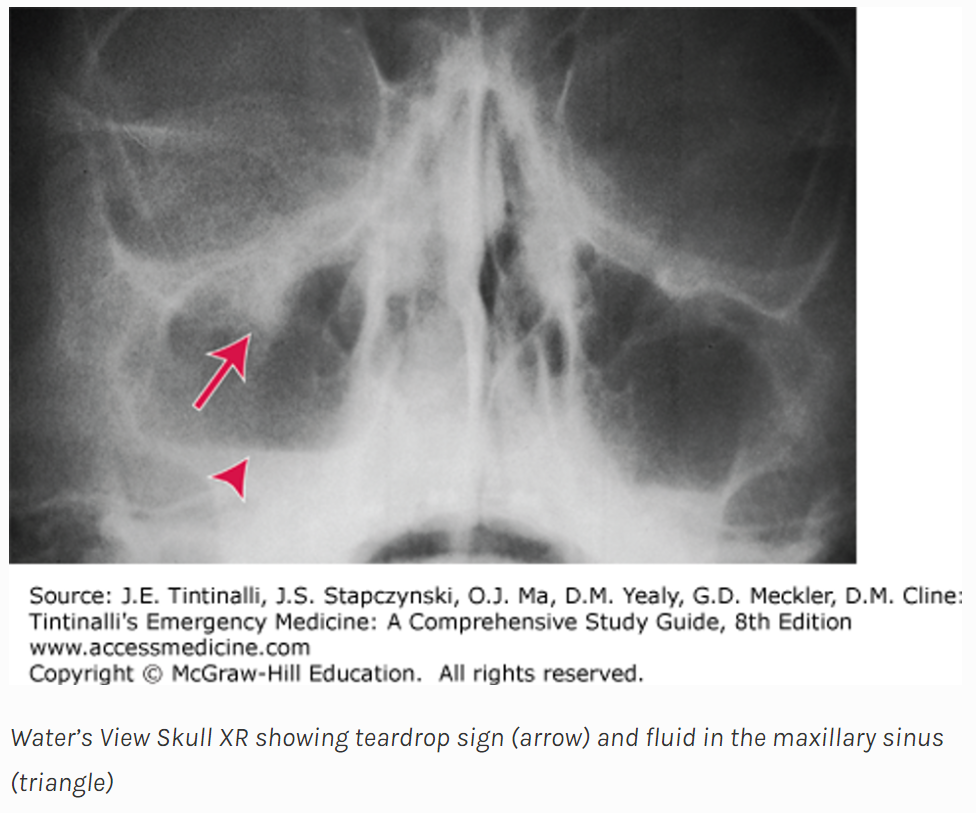 Source: J.E. Tintinalli, J.S. Stapczynski, O.J. Ma, D.M. Yealy, G.D. Meckler, D.M. Cline:
Tintinalli's Emergency Medicine: A Comprehensive Study Guide, 8th Edition
www.accessmedicine.com
Copyright © McGraw-Hill Education.  All rights reserved.
Water’s View Skull XR showing teardrop sign (arrow) and fluid in the maxillary sinus
(triangle)